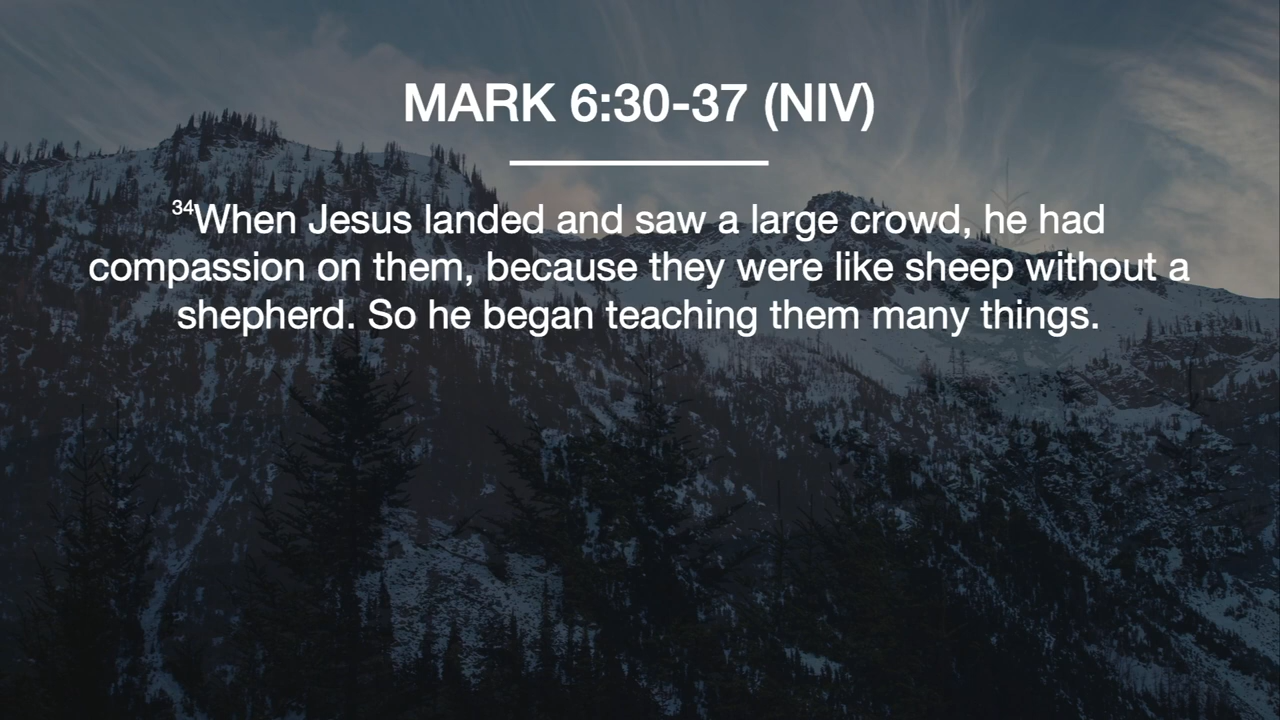 MARK 6:30-37 (NIV)
34When Jesus landed and saw a large crowd, he had
compassion on them, because they were like sheep without a
shepherd. So he began teaching them many things.